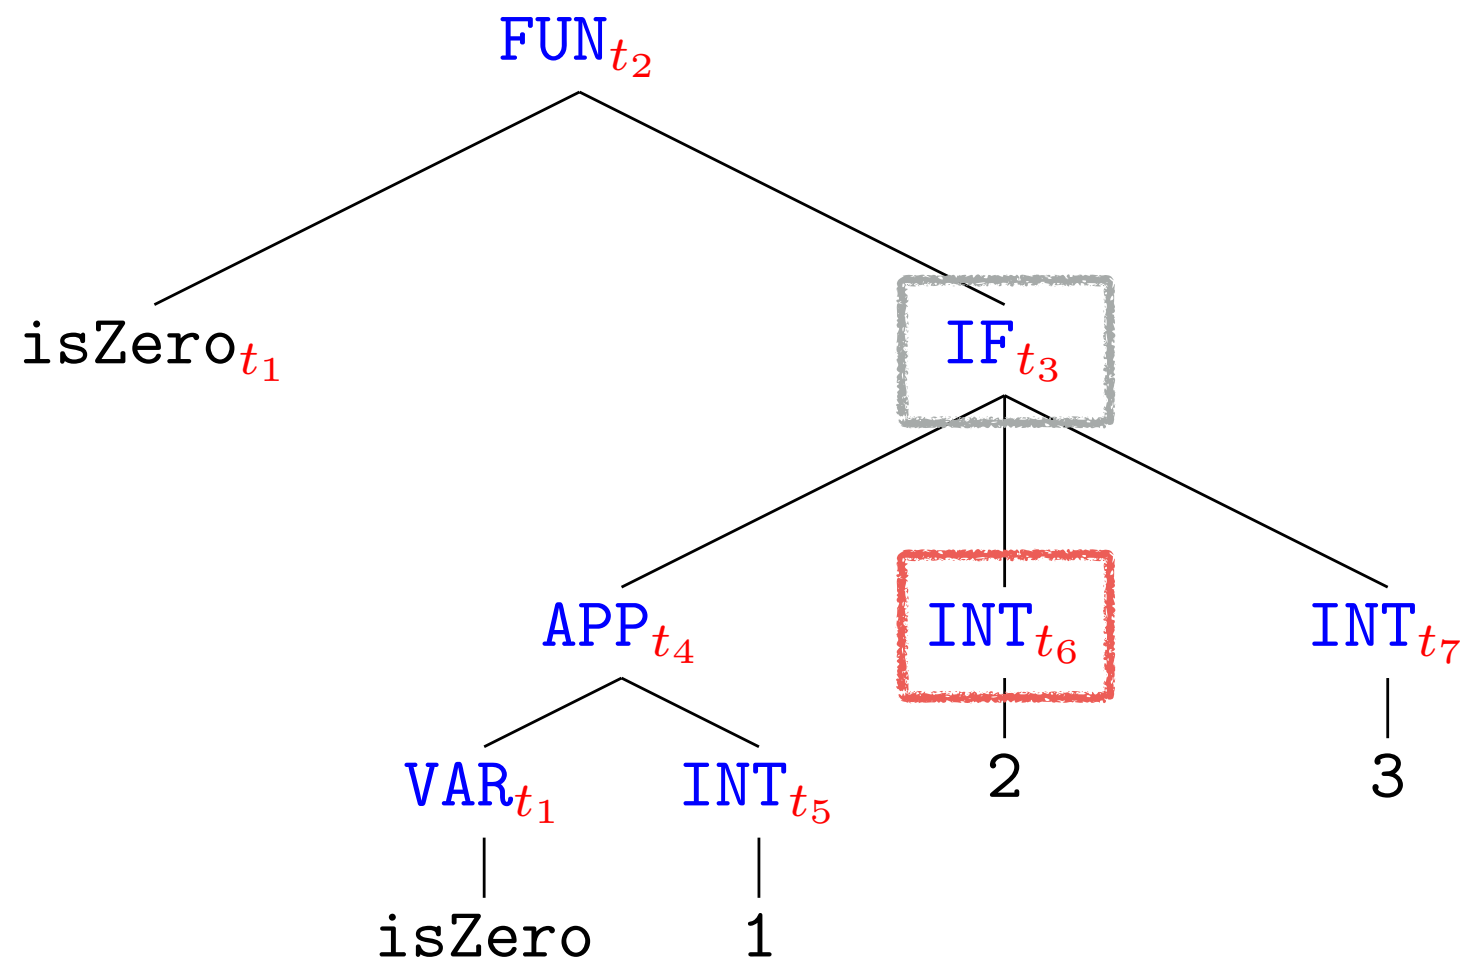 FUN t2
isZero t1 IF t3
APP t4 INT t6 INT t7
VAR t1 INT t5 2 3
isZero 1